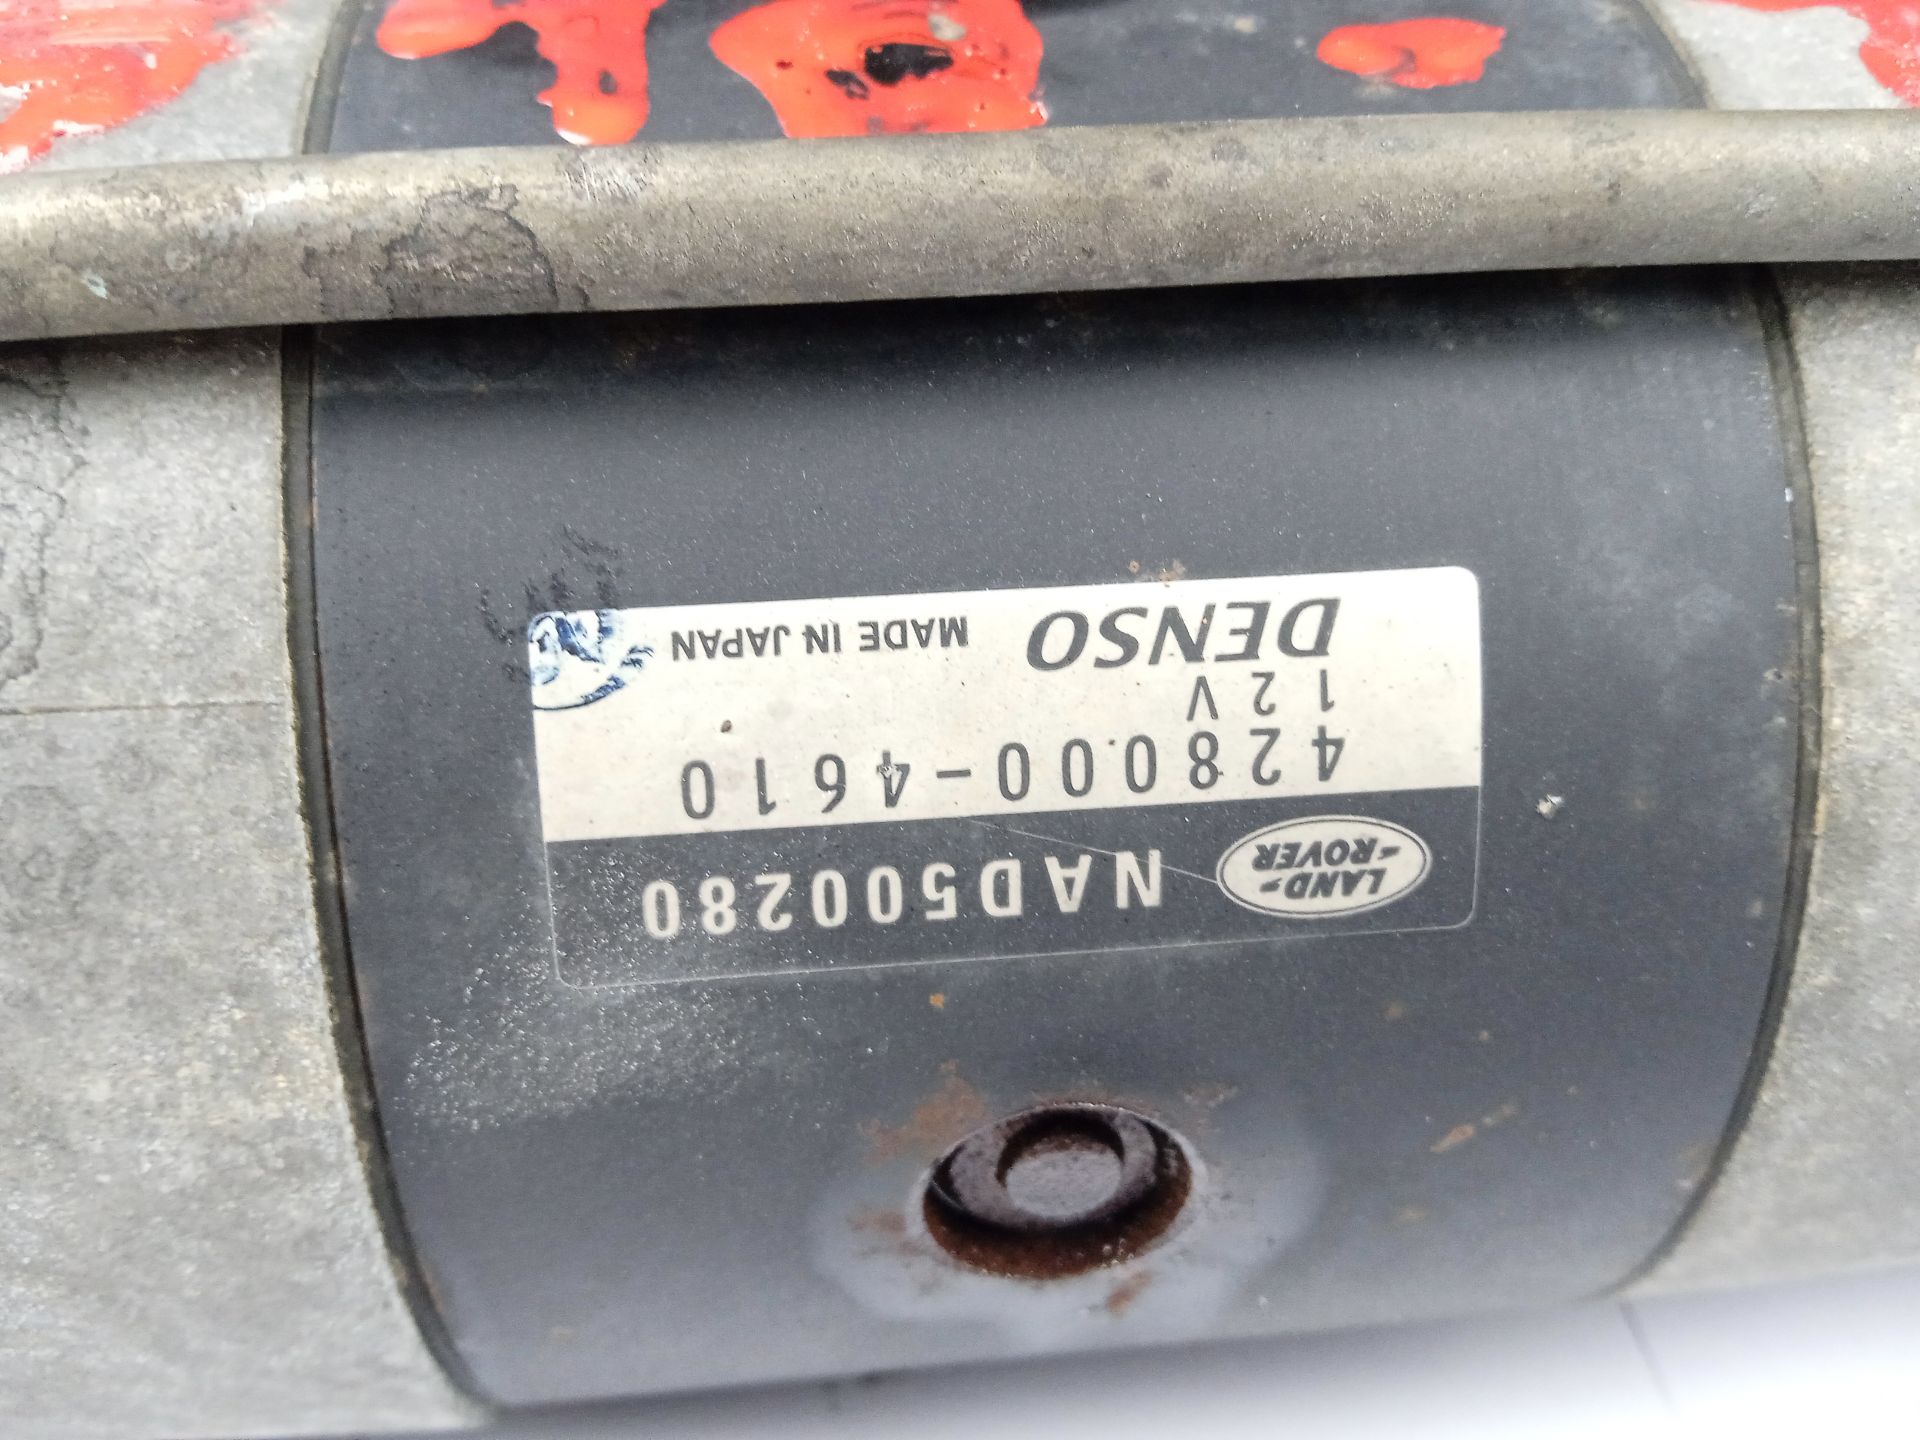 LAND-
-ROVER
NAD500280
428000-4610
12V
DENSO MADE IN JAPAN